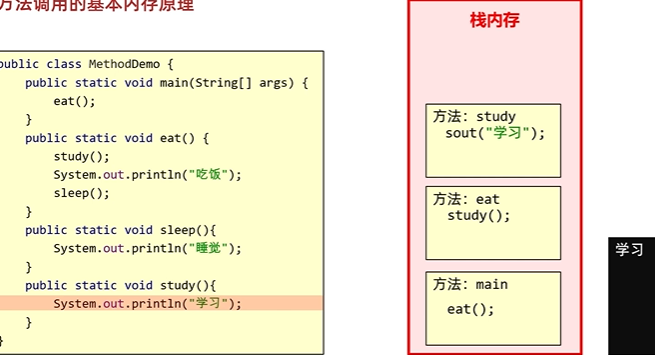 方法调用的基本内存原理
public class MethodDemo {
public static void main(String[] args) {
eat();
}
public static void eat() {
study();
System.out.println("吃饭");
sleep();
}
public static void sleep(){
System.out.println("睡觉");
}
public static void study(){
System.out.println("学习");
}
}
栈内存
方法：study
sout("学习");
方法：eat
study();
方法：main
eat();
学习